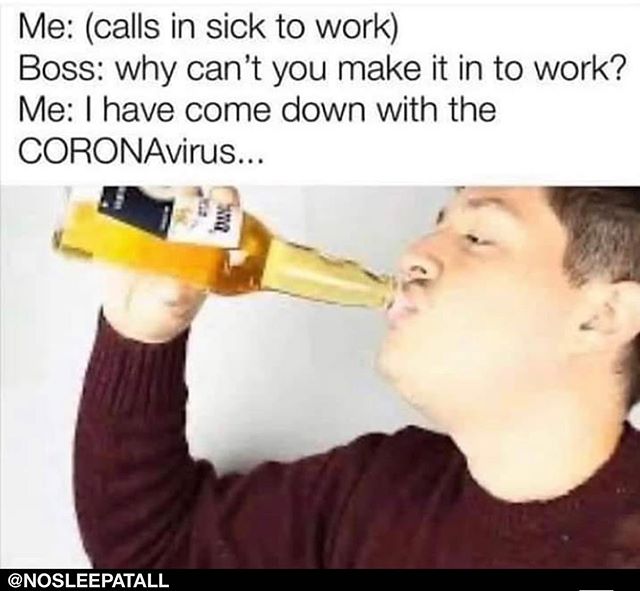 Me: (calls in sick to work)
Boss: why can't you make it in to work?
Me: I have come down with the
CORONAvirus...
@NOSLEEPATALL